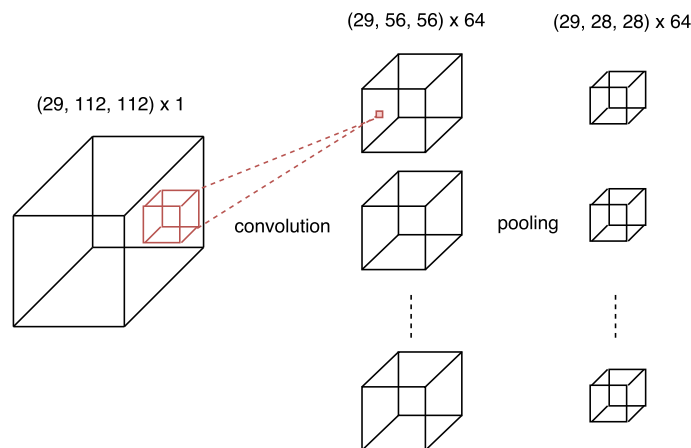 (29, 56, 56) x 64
(29, 28, 28) x 64
(29, 112, 112) x 1
convolution
pooling